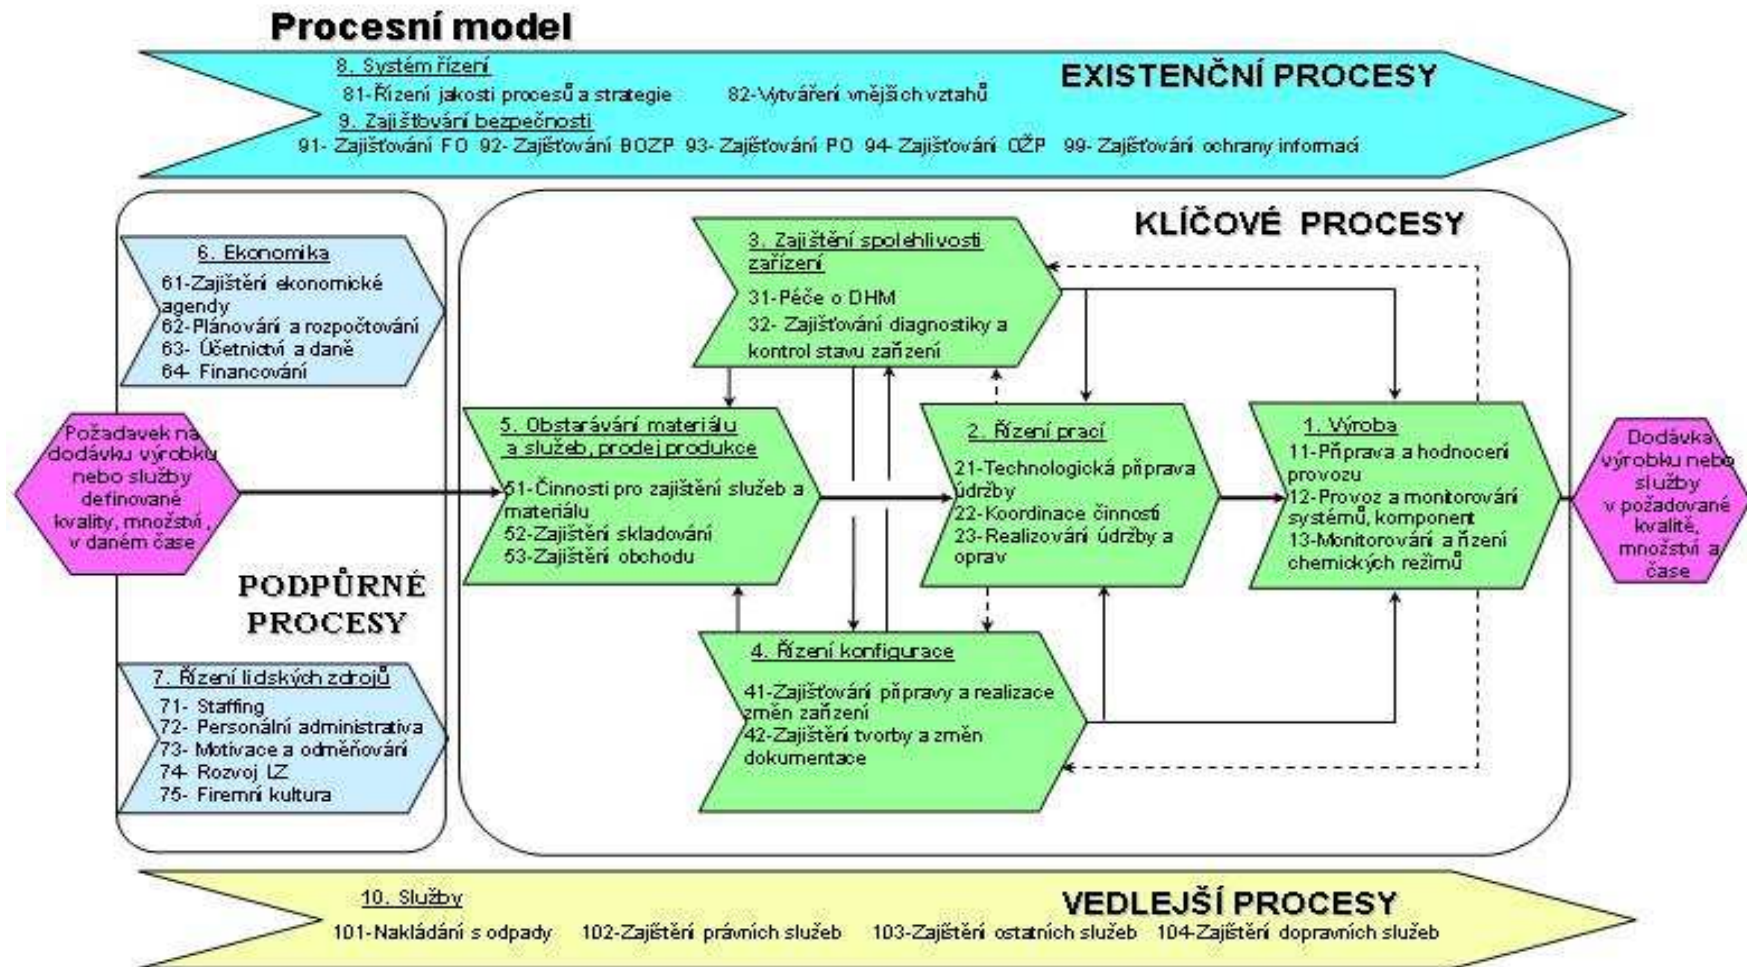 Procesní model
8. Systém řízení
EXISTENČNÍ PROCESY
81-Řízení jakosti procesů a strategie
82-Vytváření vnějších vztahů
9. Zajišťování bezpečnosti
91- Zajišťování FO 92- Zajišťování BOZP 93- Zajišťování PO 94- Zajišťování OŽP 99- Zajišťování ochrany informací
6. Ekonomika
61-Zajištění ekonomické
agendy
62-Plánování a rozpočtování
63- Účetnictví a daně
64- Financování
Požadavek na
dodávku výrobku
nebo služby
definované
kvality, množství ,
v daném čase
PODPŮRNÉ
PROCESY
7. Řízení lidských zdrojů
71- Staffing
72- Personální administrativa
73- Motivace a odměňování
74- Rozvoj LZ
75- Firemní kultura
KLÍČOVÉ PROCESY
3. Zajištění spolehlivosti
zařízení
31-Péče o DHM
32- Zajišťování diagnostiky a
kontrol stavu zařízení
5. Obstarávání materiálu
a služeb, prodej produkce
51-Činnosti pro zajištění služeb a
materiálu
52-Zajištění skladování
53-Zajištění obchodu
2. Řízení prací
21-Technologická příprava
údržby
22-Koordinace činností
23-Realizování údržby a
oprav
1. Výroba
11-Příprava a hodnocení
provozu
12-Provoz a monitorování
systémů, komponent
13-Monitorování a řízení
chemických režimů
4. Řízení konfigurace
41-Zajišťování přípravy a realizace
změn zařízení
42-Zajištění tvorby a změn
dokumentace
Dodávka
výrobku nebo
služby
v požadované
kvalitě,
množství a
čase
10. Služby
VEDLEJŠÍ PROCESY
101-Nakládání s odpady
102-Zajištění právních služeb
103-Zajištění ostatních služeb
104-Zajištění dopravních služeb